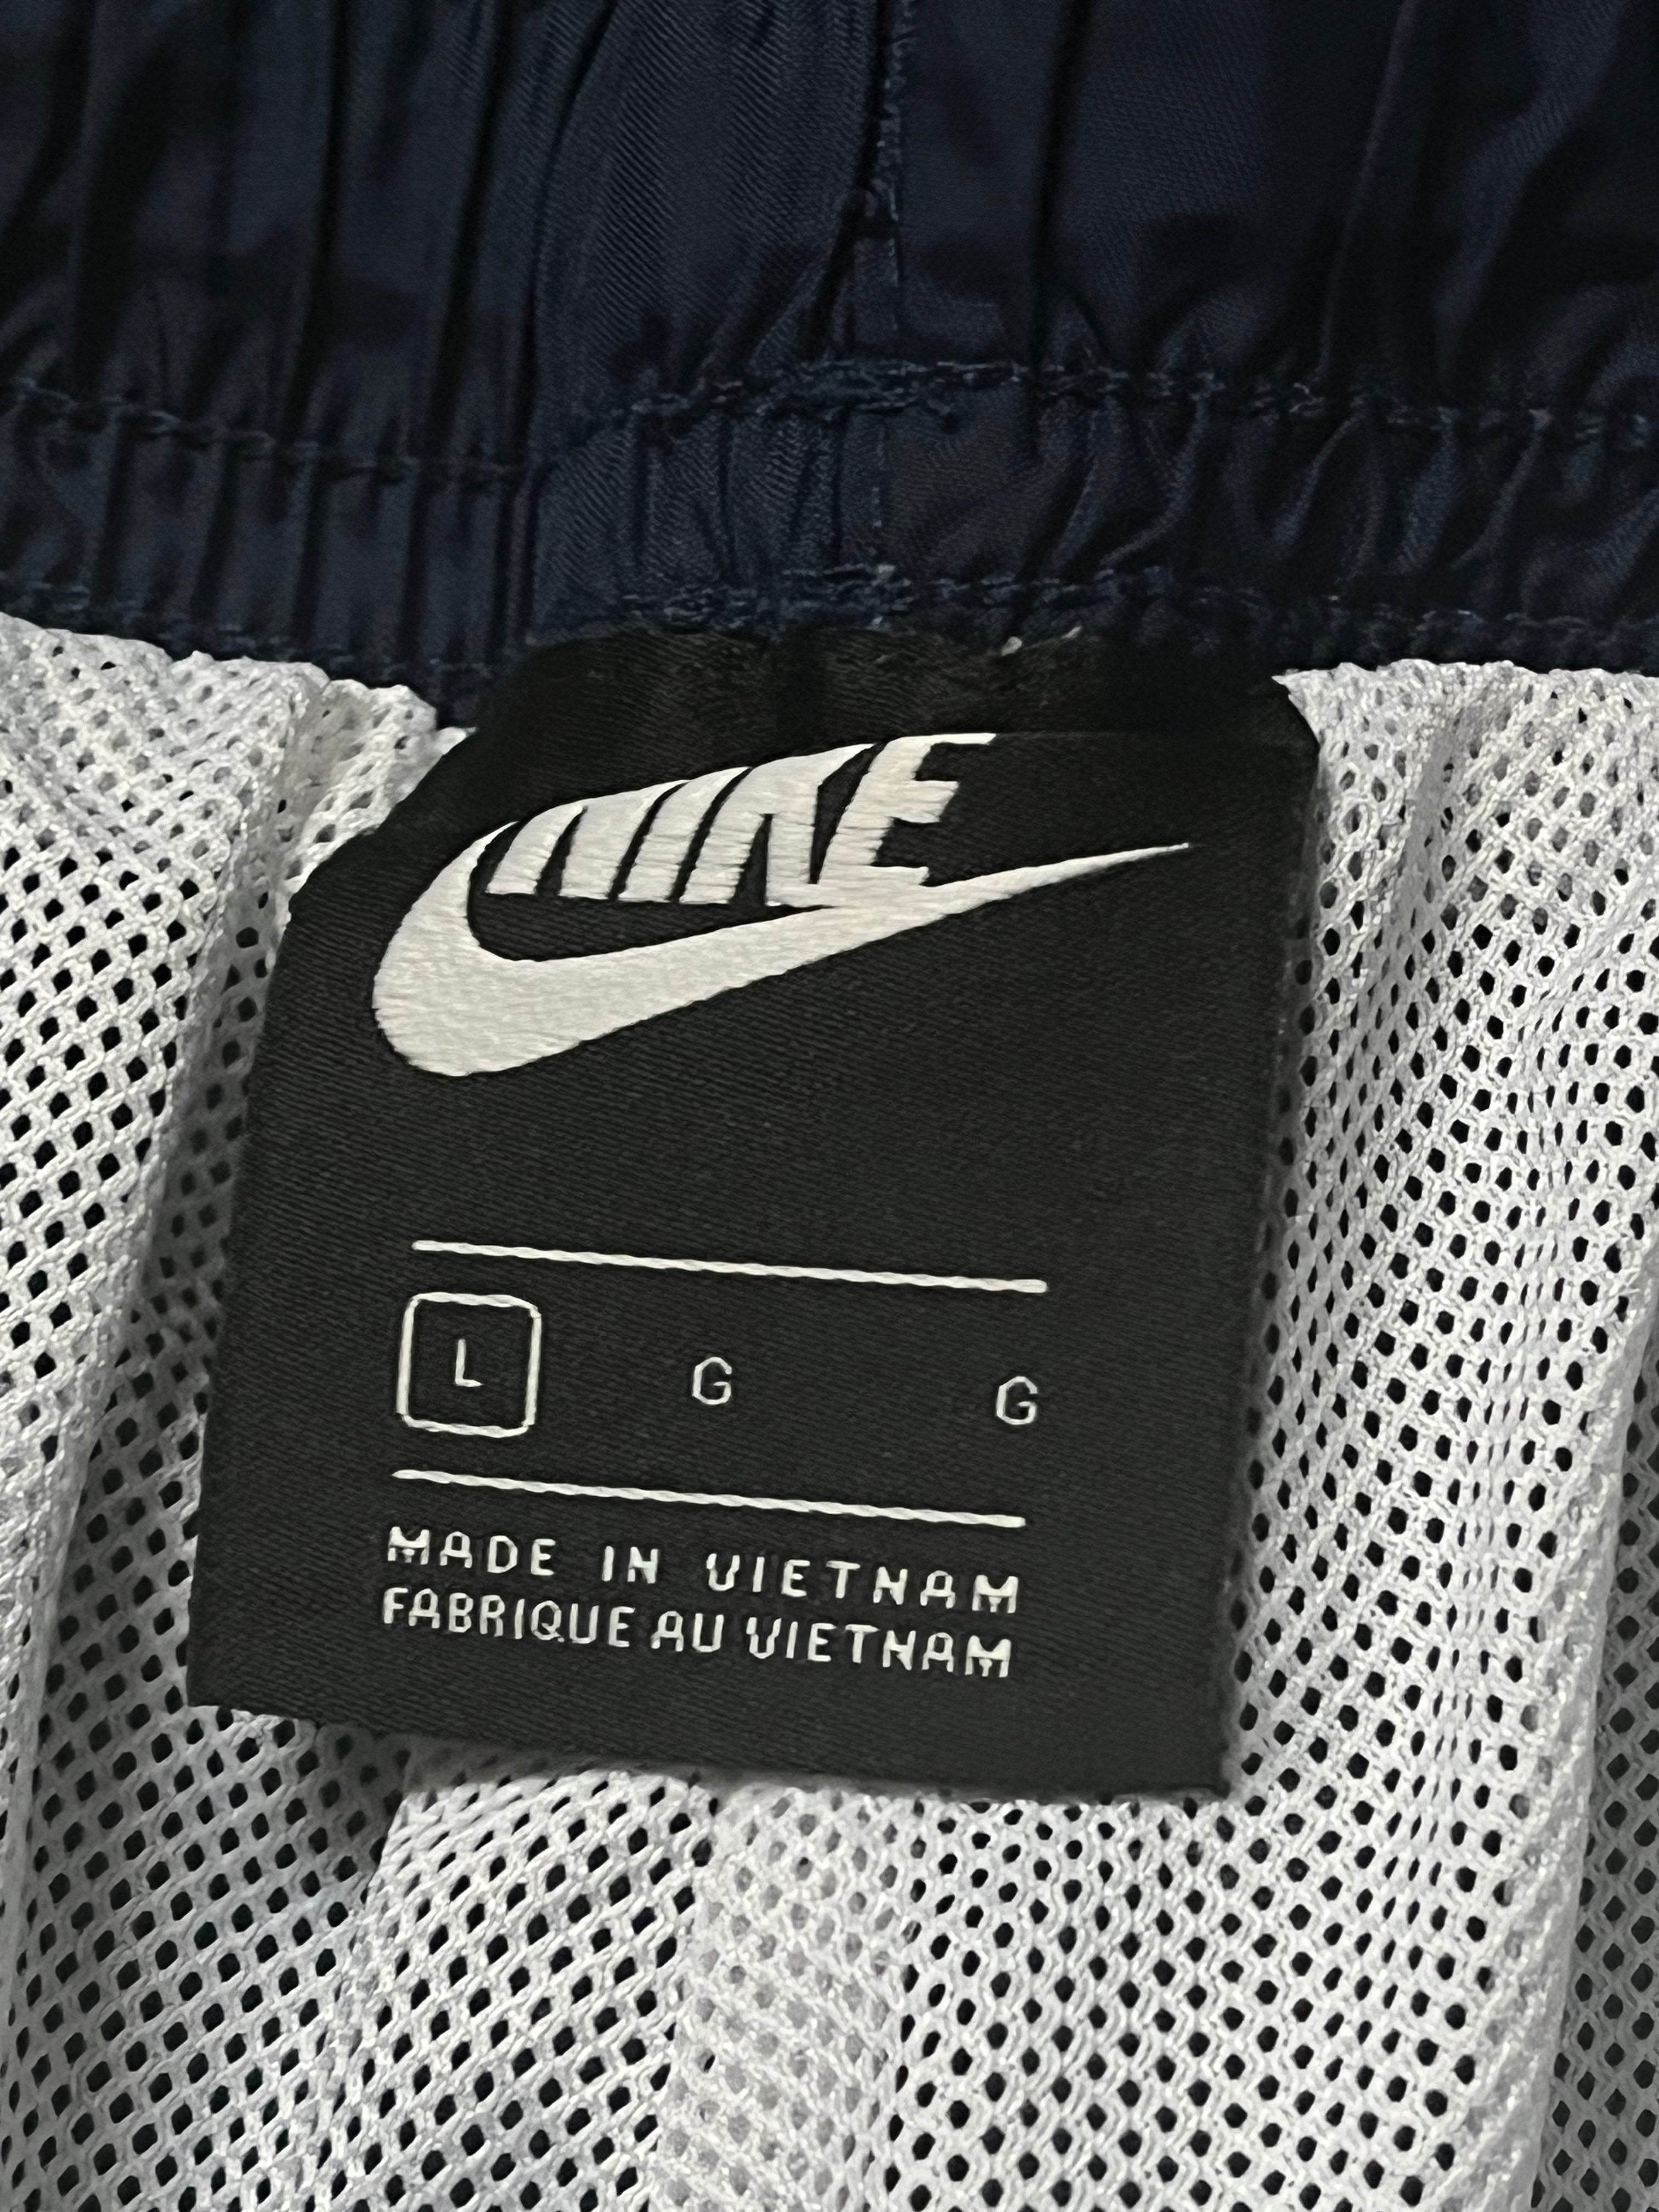 NIKE
L G G
MADE IN VIETNAM
FABRIQUE AU VIETNAM